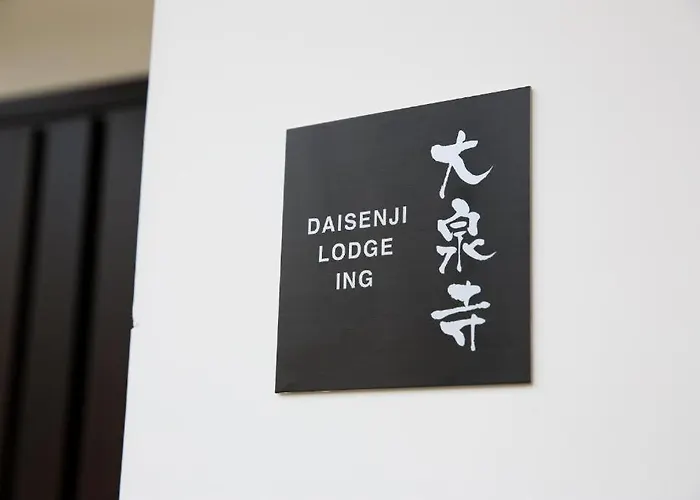 DAISENJI
LODGE
ING
大泉寺